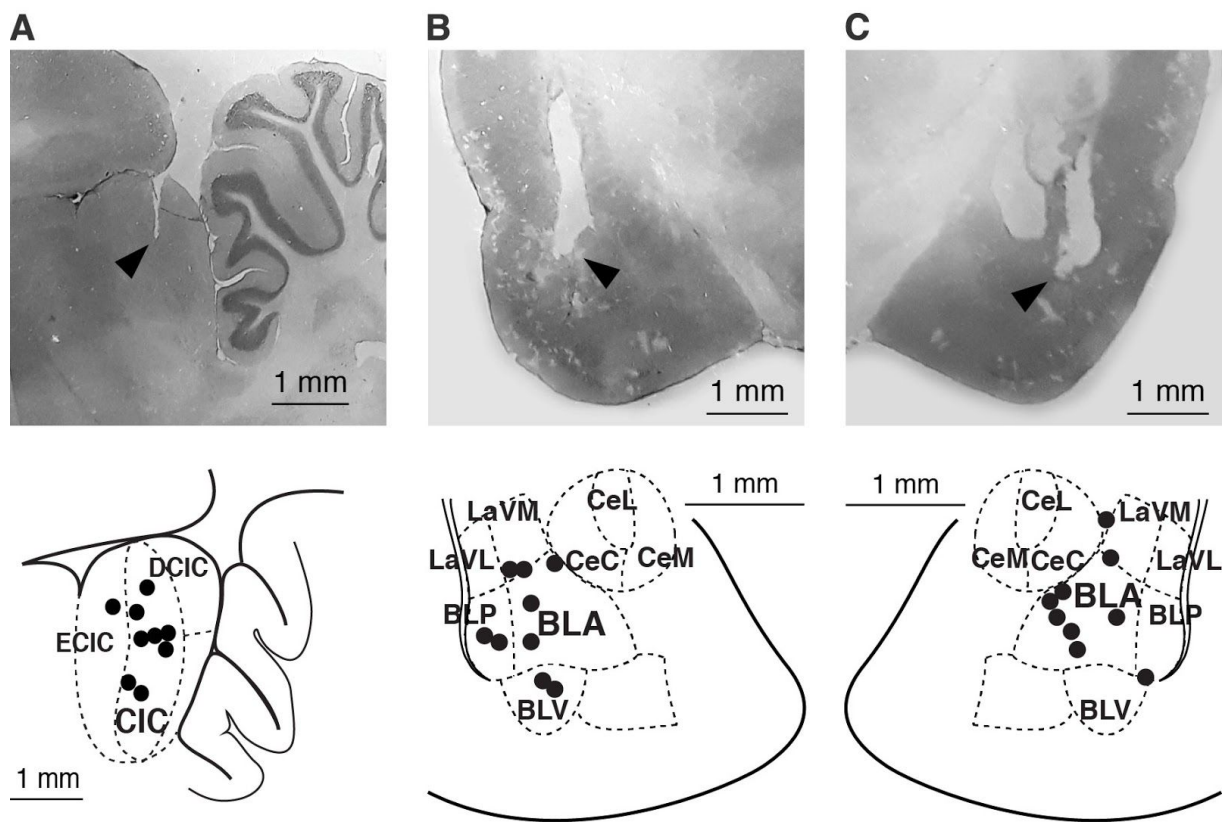 A
B
C
1 mm
1 mm
1 mm
DCIC
ECIC
CIC
1 mm
LaVM
CeL
1 mm
LaVL
CeC
CeM
BLP
BLA
BLV
1 mm
CeL
LaVM
CeM
CeC
LaVL
BLA
BLP
BLV